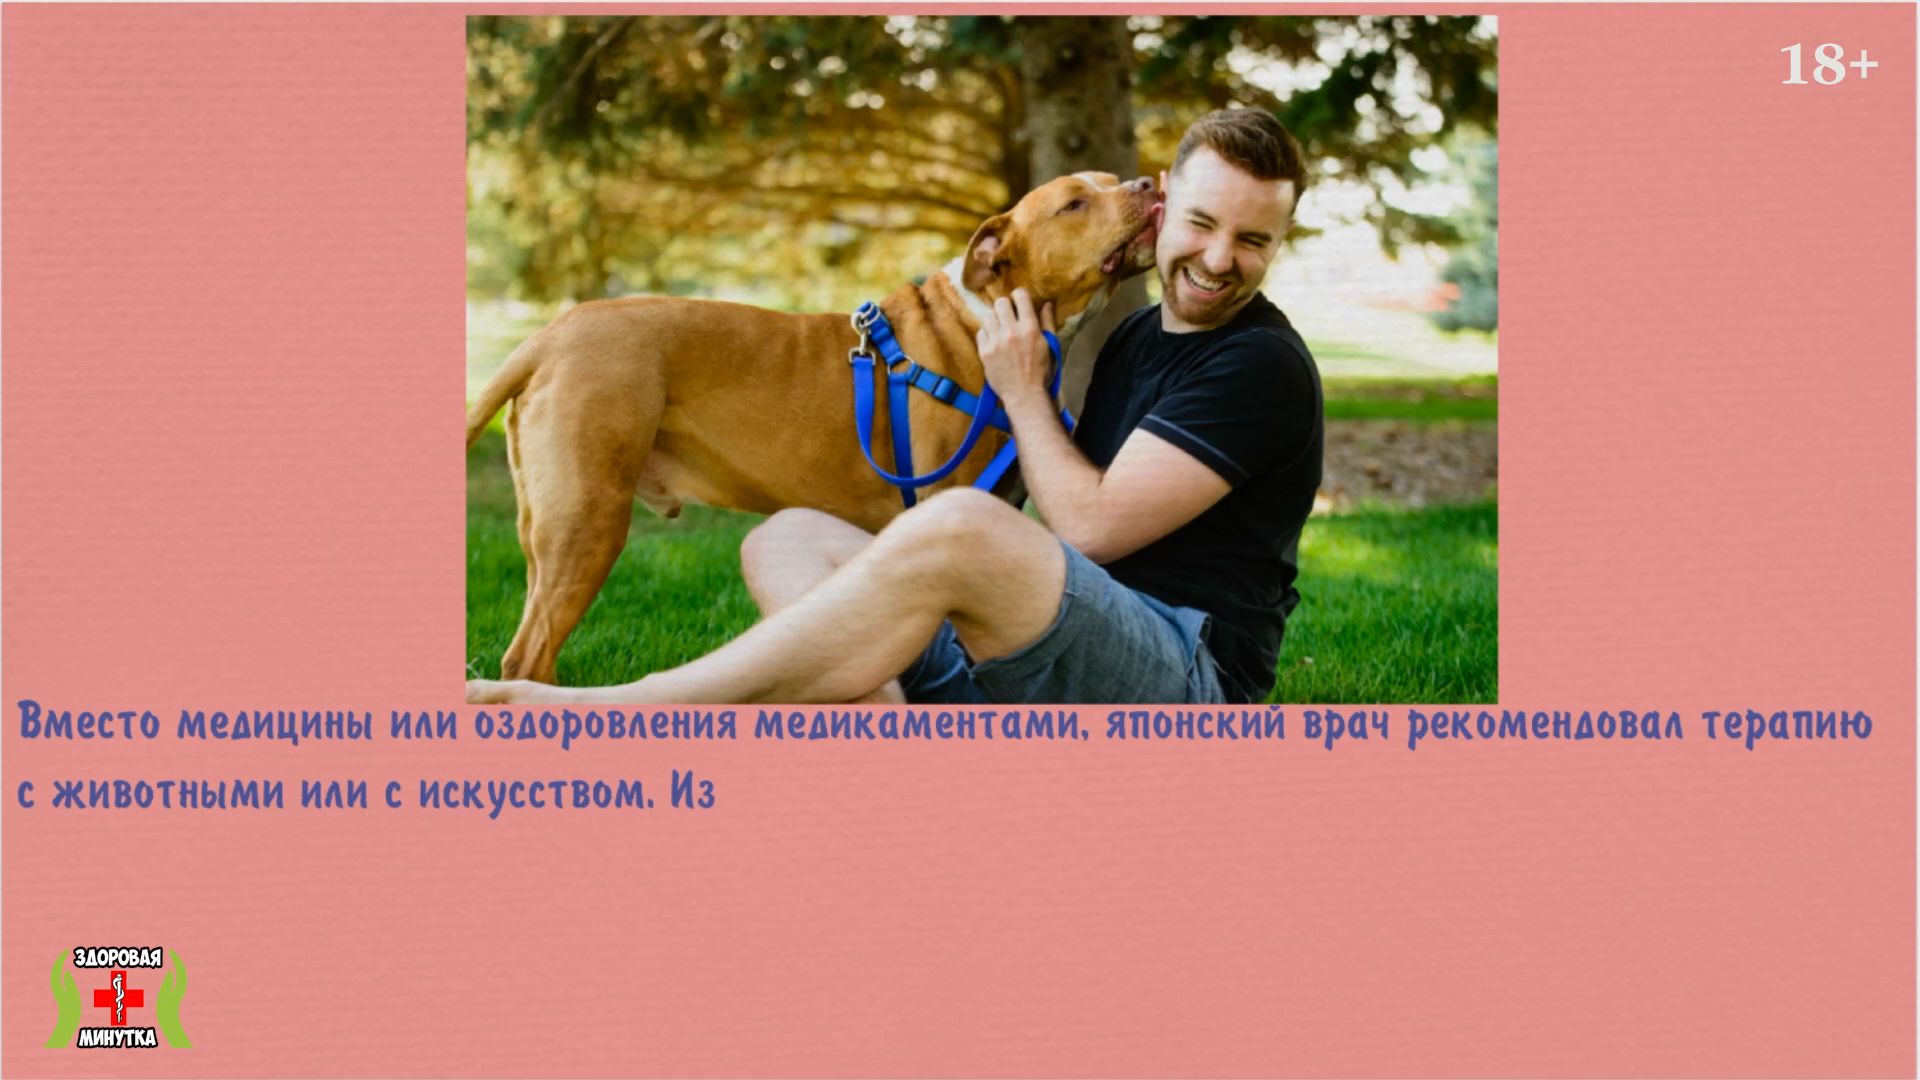 18+
Вместо медицины или оздоровления медикаментами, японский врач рекомендовал терапию
с животными или с искусством. Из
ЗДОРОВАЯ
МИНУТКА